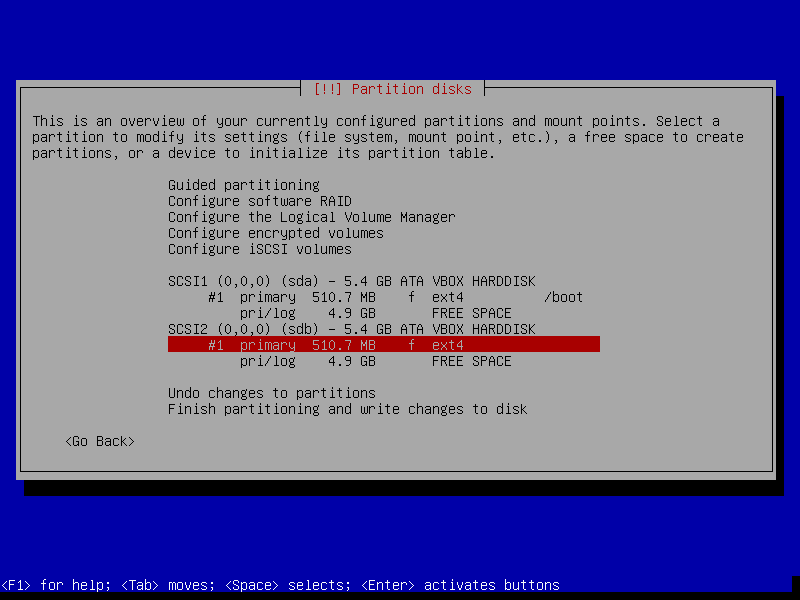 [!!] Partition disks
This is an overview of your currently configured partitions and mount points. Select a
partition to modify its settings (file system, mount point, etc.), a free space to create
partitions, or a device to initialize its partition table.
Guided partitioning
Configure software RAID
Configure the Logical Volume Manager
Configure encrypted volumes
Configure iSCSI volumes
SCSI1 (0,0,0) (sda) - 5.4 GB ATA VBOX HARDDISK
#1 primary 510.7 MB f ext4 /boot
pri/log 4.9 GB FREE SPACE
SCSI2 (0,0,0) (sdb) - 5.4 GB ATA VBOX HARDDISK
#1 primary 510.7 MB f ext4
pri/log 4.9 GB FREE SPACE
Undo changes to partitions
Finish partitioning and write changes to disk
<Go Back>
<F1> for help; <Tab> moves; <Space> selects; <Enter> activates buttons